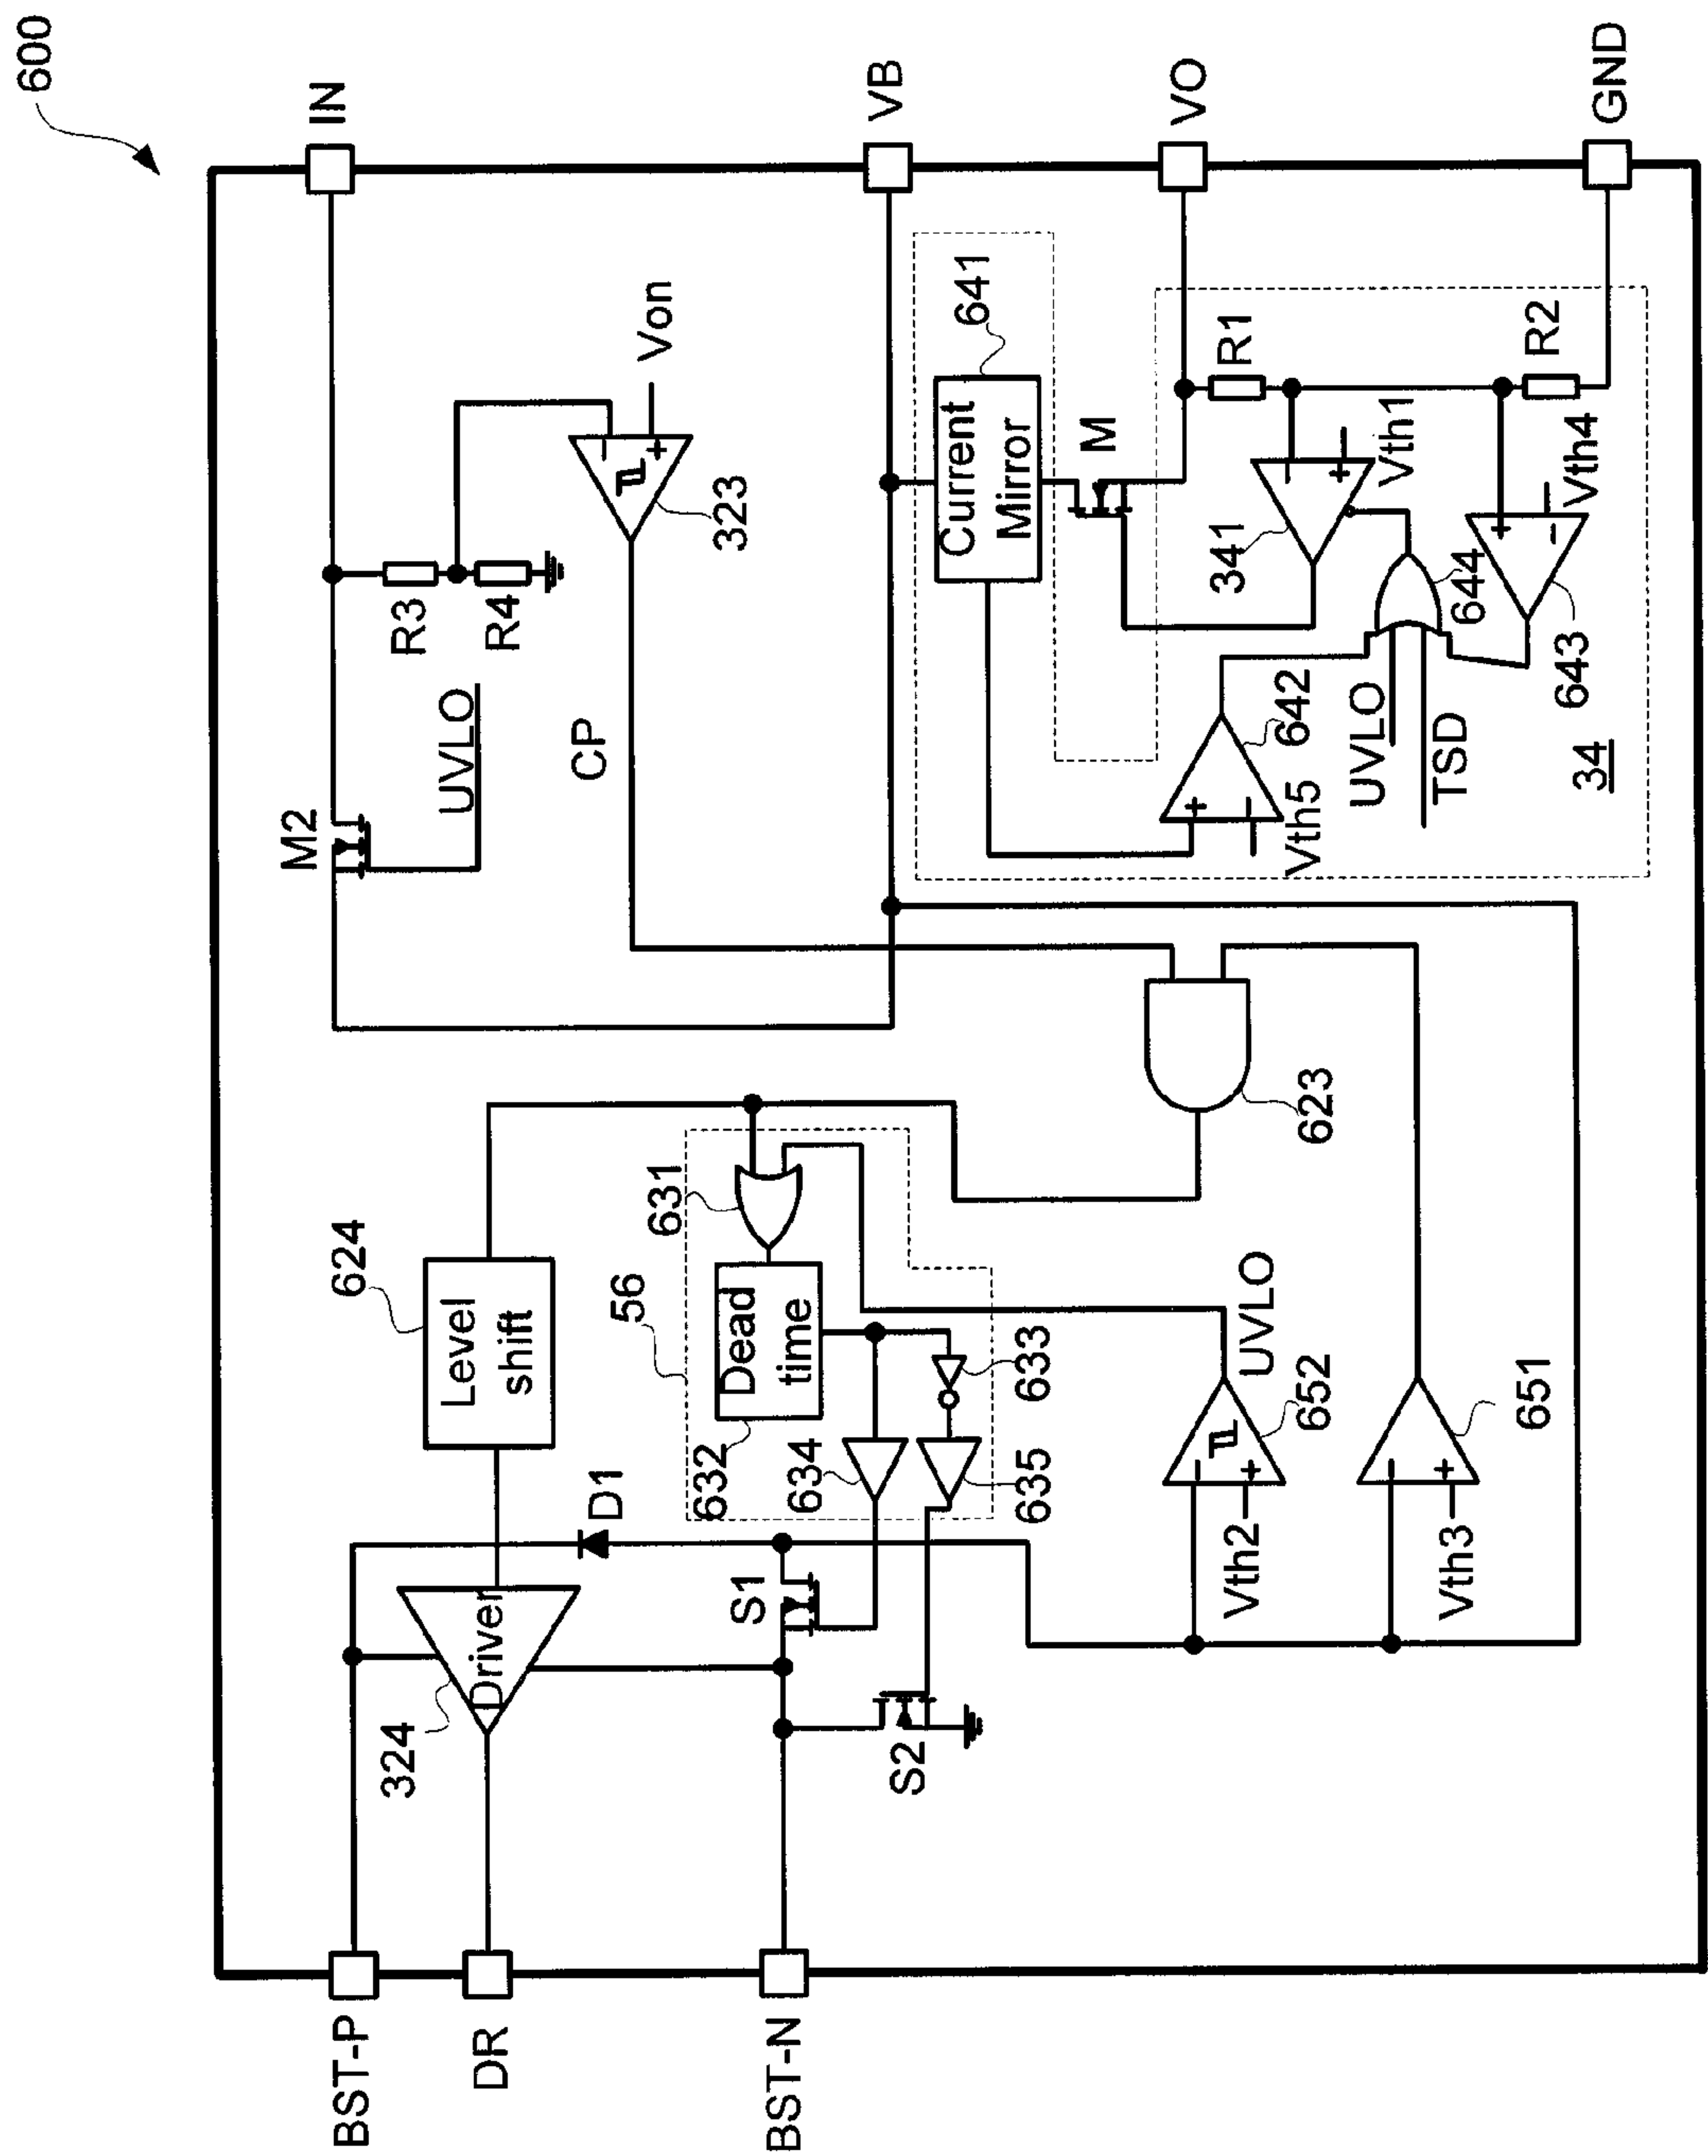 600
IN
VB
VO
GND
BST-P
DR
BST-N
M2
UVLO
R3
R4
CP
Von
-
+
323
Current
Mirror
641
M
R1
R2
-
+
Vth1
341
+
-
Vth4
643
644
UVLO
TSD
+
-
Vth5
642
34
623
624
Level
shift
Driver
324
D1
56
631
Dead
time
632
633
634
635
S1
S2
UVLO
-
+
Vth2
652
-
+
Vth3
651